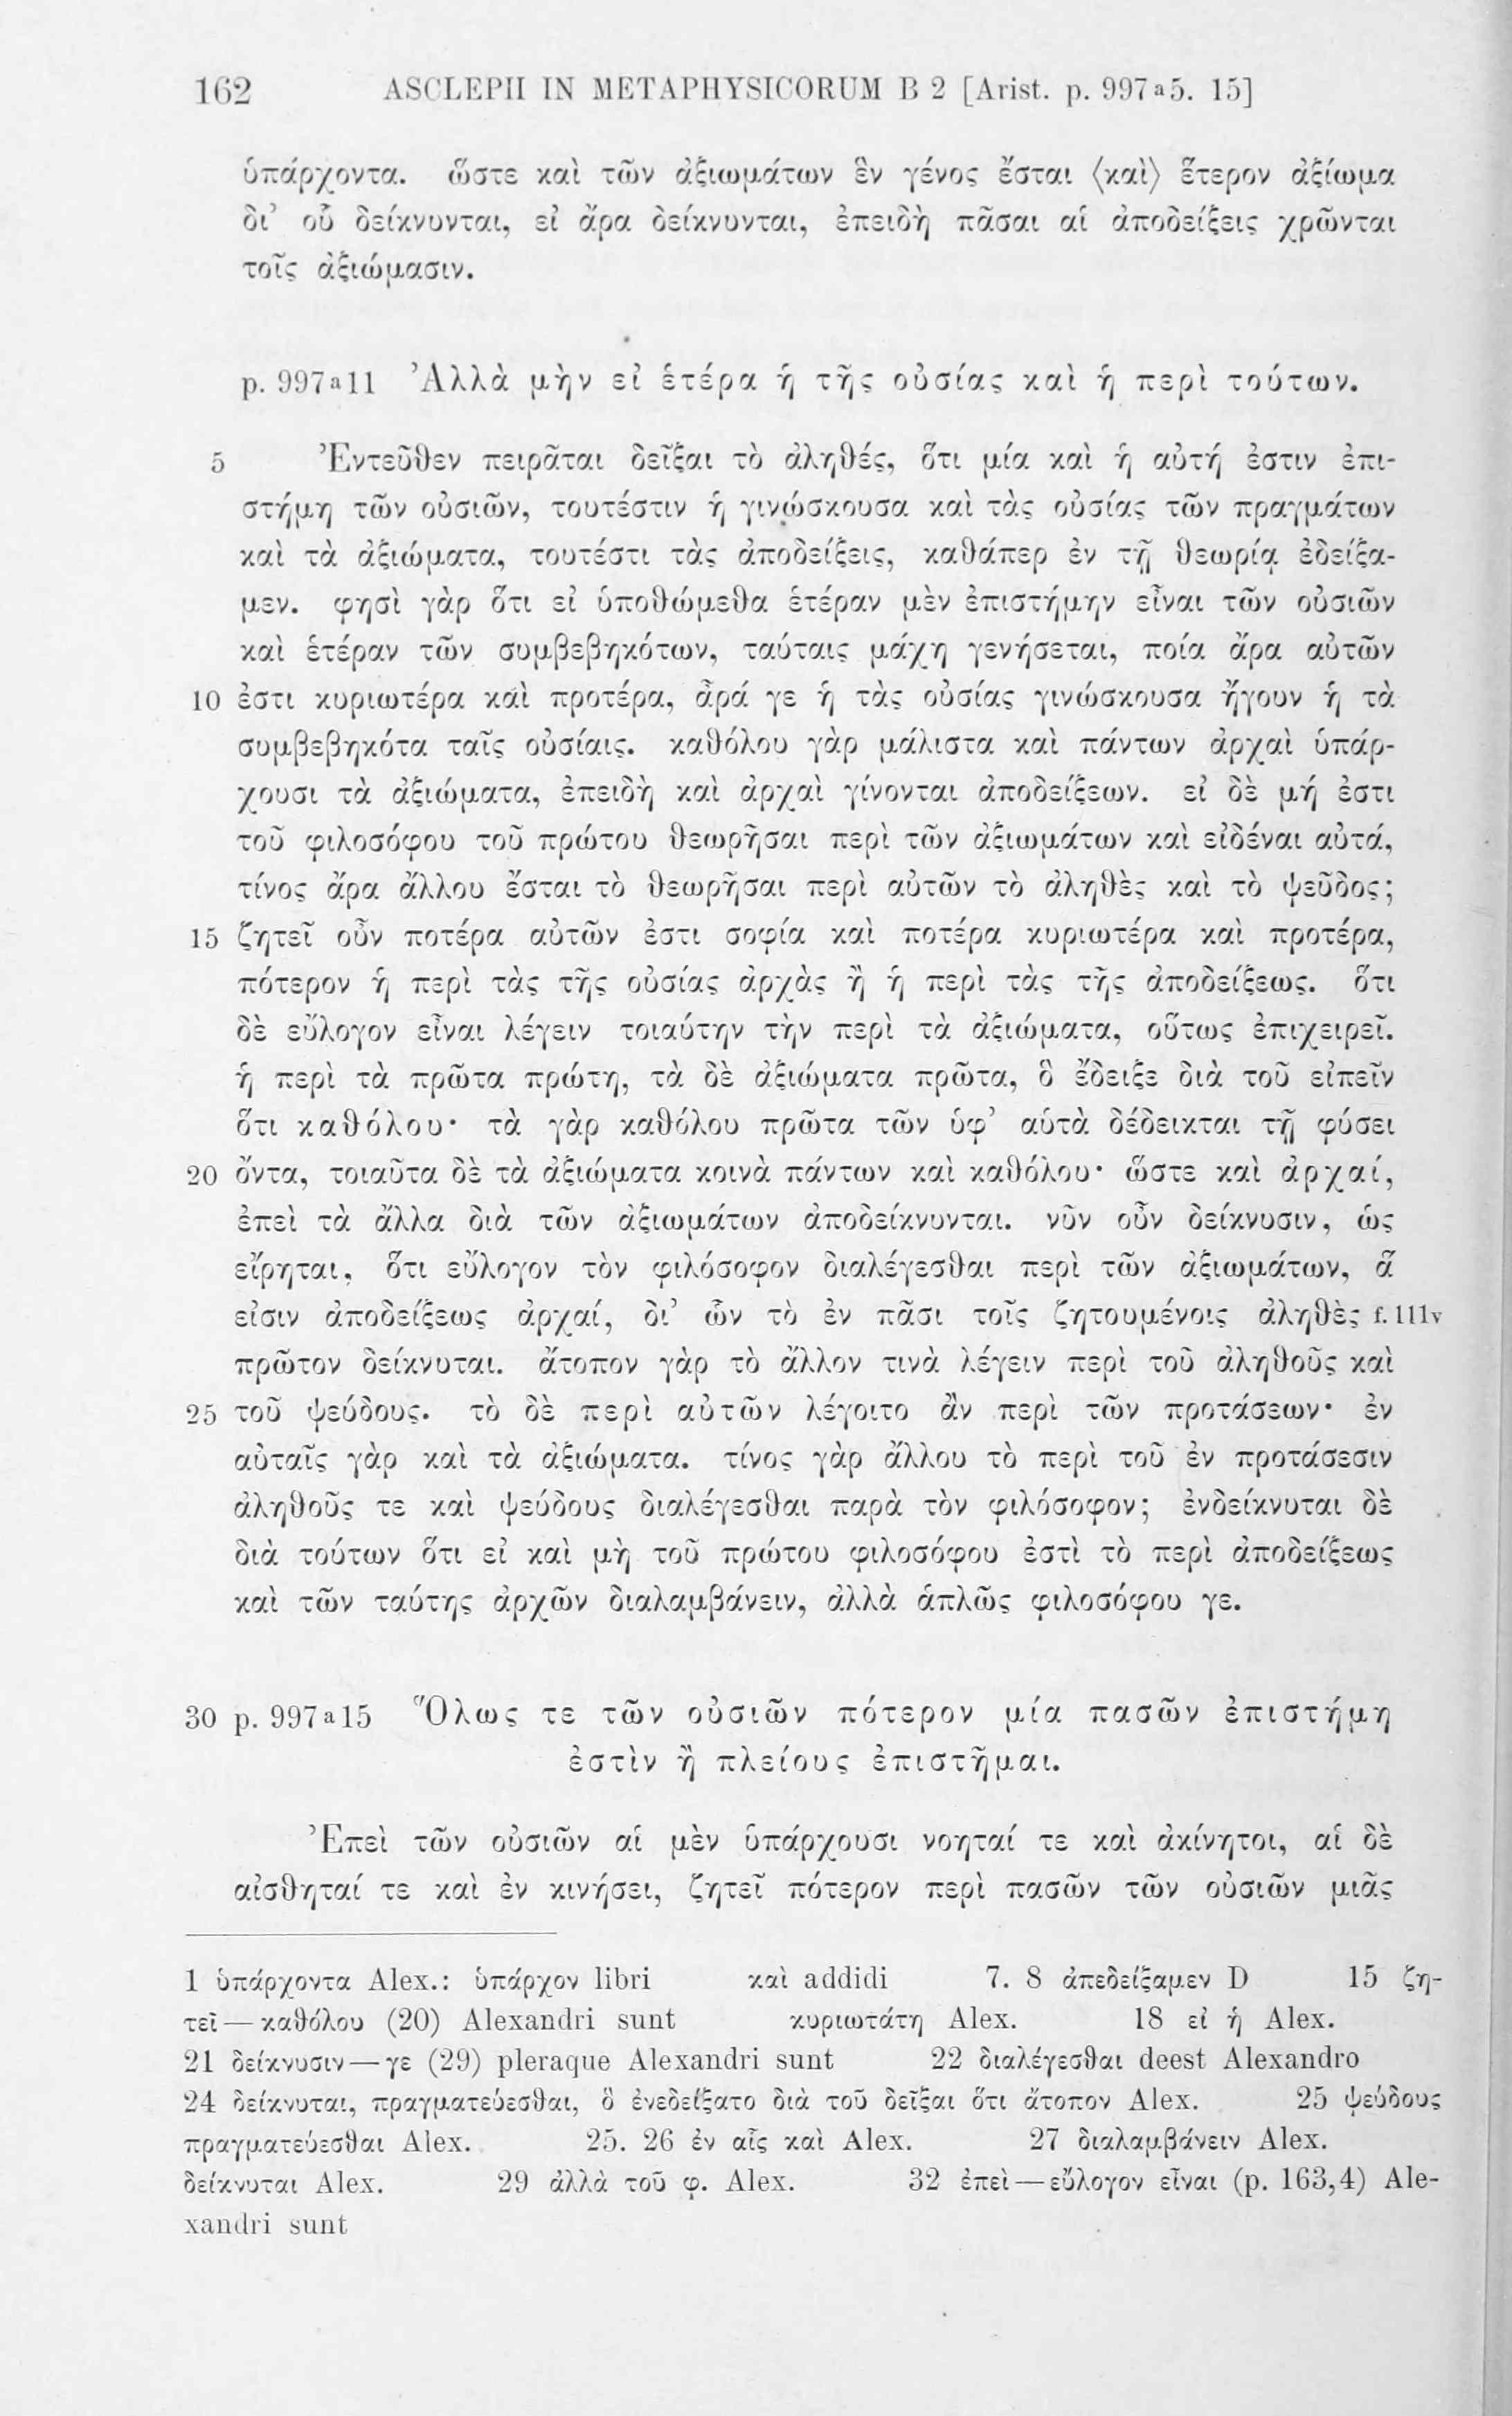 162 ASCLEPII IN METAPHYSICORUM B 2 [Arist. p. 997ᵃ5. 15]
ὑπάρχοντα. ὥστε καὶ τῶν ἀξιωμάτων ἓν γένος ἔσται ⟨καὶ⟩ ἕτερον ἀξίωμα
δι’ οὗ δείκνυνται, εἰ ἄρα δείκνυνται, ἐπειδὴ πᾶσαι αἱ ἀποδείξεις χρῶνται
τοῖς ἀξιώμασιν.
p. 997ᵃ11 Ἀλλὰ μὴν εἰ ἑτέρα ἡ τῆς οὐσίας καὶ ἡ περὶ τούτων.
5 Ἐντεῦθεν πειρᾶται δεῖξαι τὸ ἀληθές, ὅτι μία καὶ ἡ αὐτή ἐστιν ἐπι-
στήμη τῶν οὐσιῶν, τουτέστιν ἡ γινώσκουσα καὶ τὰς οὐσίας τῶν πραγμάτων
καὶ τὰ ἀξιώματα, τουτέστι τὰς ἀποδείξεις, καθάπερ ἐν τῇ θεωρίᾳ ἐδείξα-
μεν. φησὶ γὰρ ὅτι εἰ ὑποθώμεθα ἑτέραν μὲν ἐπιστήμην εἶναι τῶν οὐσιῶν
καὶ ἑτέραν τῶν συμβεβηκότων, ταύταις μάχη γενήσεται, ποία ἄρα αὐτῶν
10 ἐστι κυριωτέρα καὶ προτέρα, ἆρά γε ἡ τὰς οὐσίας γινώσκουσα ἤγουν ἡ τὰ
συμβεβηκότα ταῖς οὐσίαις. καθόλου γὰρ μάλιστα καὶ πάντων ἀρχαὶ ὑπάρ-
χουσι τὰ ἀξιώματα, ἐπειδὴ καὶ ἀρχαὶ γίνονται ἀποδείξεων. εἰ δὲ μή ἐστι
τοῦ φιλοσόφου τοῦ πρώτου θεωρῆσαι περὶ τῶν ἀξιωμάτων καὶ εἰδέναι αὐτά,
τίνος ἄρα ἄλλου ἔσται τὸ θεωρῆσαι περὶ αὐτῶν τὸ ἀληθὲς καὶ τὸ ψεῦδος;
15 ζητεῖ οὖν ποτέρα αὐτῶν ἐστι σοφία καὶ ποτέρα κυριωτέρα καὶ προτέρα,
πότερον ἡ περὶ τὰς τῆς οὐσίας ἀρχὰς ἢ ἡ περὶ τὰς τῆς ἀποδείξεως. ὅτι
δὲ εὔλογον εἶναι λέγειν τοιαύτην τὴν περὶ τὰ ἀξιώματα, οὕτως ἐπιχειρεῖ.
ἡ περὶ τὰ πρῶτα πρώτη, τὰ δὲ ἀξιώματα πρῶτα, ὃ ἔδειξε διὰ τοῦ εἰπεῖν
ὅτι καθόλου· τὰ γὰρ καθόλου πρῶτα τῶν ὑφ’ αὑτὰ δέδεικται τῇ φύσει
20 ὄντα, τοιαῦτα δὲ τὰ ἀξιώματα κοινὰ πάντων καὶ καθόλου· ὥστε καὶ ἀρχαί,
ἐπεὶ τὰ ἄλλα διὰ τῶν ἀξιωμάτων ἀποδείκνυνται. νῦν οὖν δείκνυσιν, ὡς
εἴρηται, ὅτι εὔλογον τὸν φιλόσοφον διαλέγεσθαι περὶ τῶν ἀξιωμάτων, ἅ
εἰσιν ἀποδείξεως ἀρχαί, δι’ ὧν τὸ ἐν πᾶσι τοῖς ζητουμένοις ἀληθὲς f. 111v
πρῶτον δείκνυται. ἄτοπον γὰρ τὸ ἄλλον τινὰ λέγειν περὶ τοῦ ἀληθοῦς καὶ
25 τοῦ ψεύδους. τὸ δὲ περὶ αὐτῶν λέγοιτο ἂν περὶ τῶν προτάσεων· ἐν
αὐταῖς γὰρ καὶ τὰ ἀξιώματα. τίνος γὰρ ἄλλου τὸ περὶ τοῦ ἐν προτάσεσιν
ἀληθοῦς τε καὶ ψεύδους διαλέγεσθαι παρὰ τὸν φιλόσοφον; ἐνδείκνυται δὲ
διὰ τούτων ὅτι εἰ καὶ μὴ τοῦ πρώτου φιλοσόφου ἐστὶ τὸ περὶ ἀποδείξεως
καὶ τῶν ταύτης ἀρχῶν διαλαμβάνειν, ἀλλὰ ἁπλῶς φιλοσόφου γε.
30 p. 997ᵃ15 Ὅλως τε τῶν οὐσιῶν πότερον μία πασῶν ἐπιστήμη
ἐστὶν ἢ πλείους ἐπιστῆμαι.
Ἐπεὶ τῶν οὐσιῶν αἱ μὲν ὑπάρχουσι νοηταί τε καὶ ἀκίνητοι, αἱ δὲ
αἰσθηταί τε καὶ ἐν κινήσει, ζητεῖ πότερον περὶ πασῶν τῶν οὐσιῶν μιᾶς
1 ὑπάρχοντα Alex.: ὑπάρχον libri καὶ addidi 7. 8 ἀπεδείξαμεν D 15 ζη-
τεῖ — καθόλου (20) Alexandri sunt κυριωτάτη Alex. 18 εἰ ἡ Alex.
21 δείκνυσιν — γε (29) pleraque Alexandri sunt 22 διαλέγεσθαι deest Alexandro
24 δείκνυται, πραγματεύεσθαι, ὃ ἐνεδείξατο διὰ τοῦ δεῖξαι ὅτι ἄτοπον Alex. 25 ψεύδους
πραγματεύεσθαι Alex. 25. 26 ἐν αἷς καὶ Alex. 27 διαλαμβάνειν Alex.
δείκνυται Alex. 29 ἀλλὰ τοῦ φ. Alex. 32 ἐπεὶ — εὔλογον εἶναι (p. 163,4) Ale-
xandri sunt